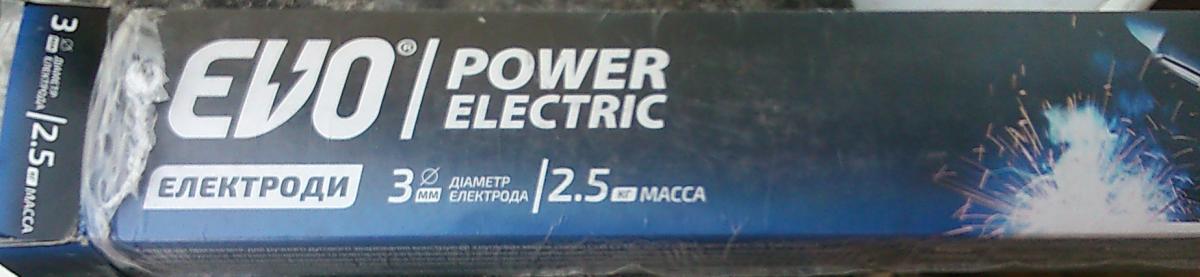 EVO® POWER
ELECTRIC
ЕЛЕКТРОДИ
3 Ø мм ДІАМЕТР ЕЛЕКТРОДА 2.5 кг МАССА
3 Ø мм ДІАМЕТР ЕЛЕКТРОДА 2.5 кг МАССА